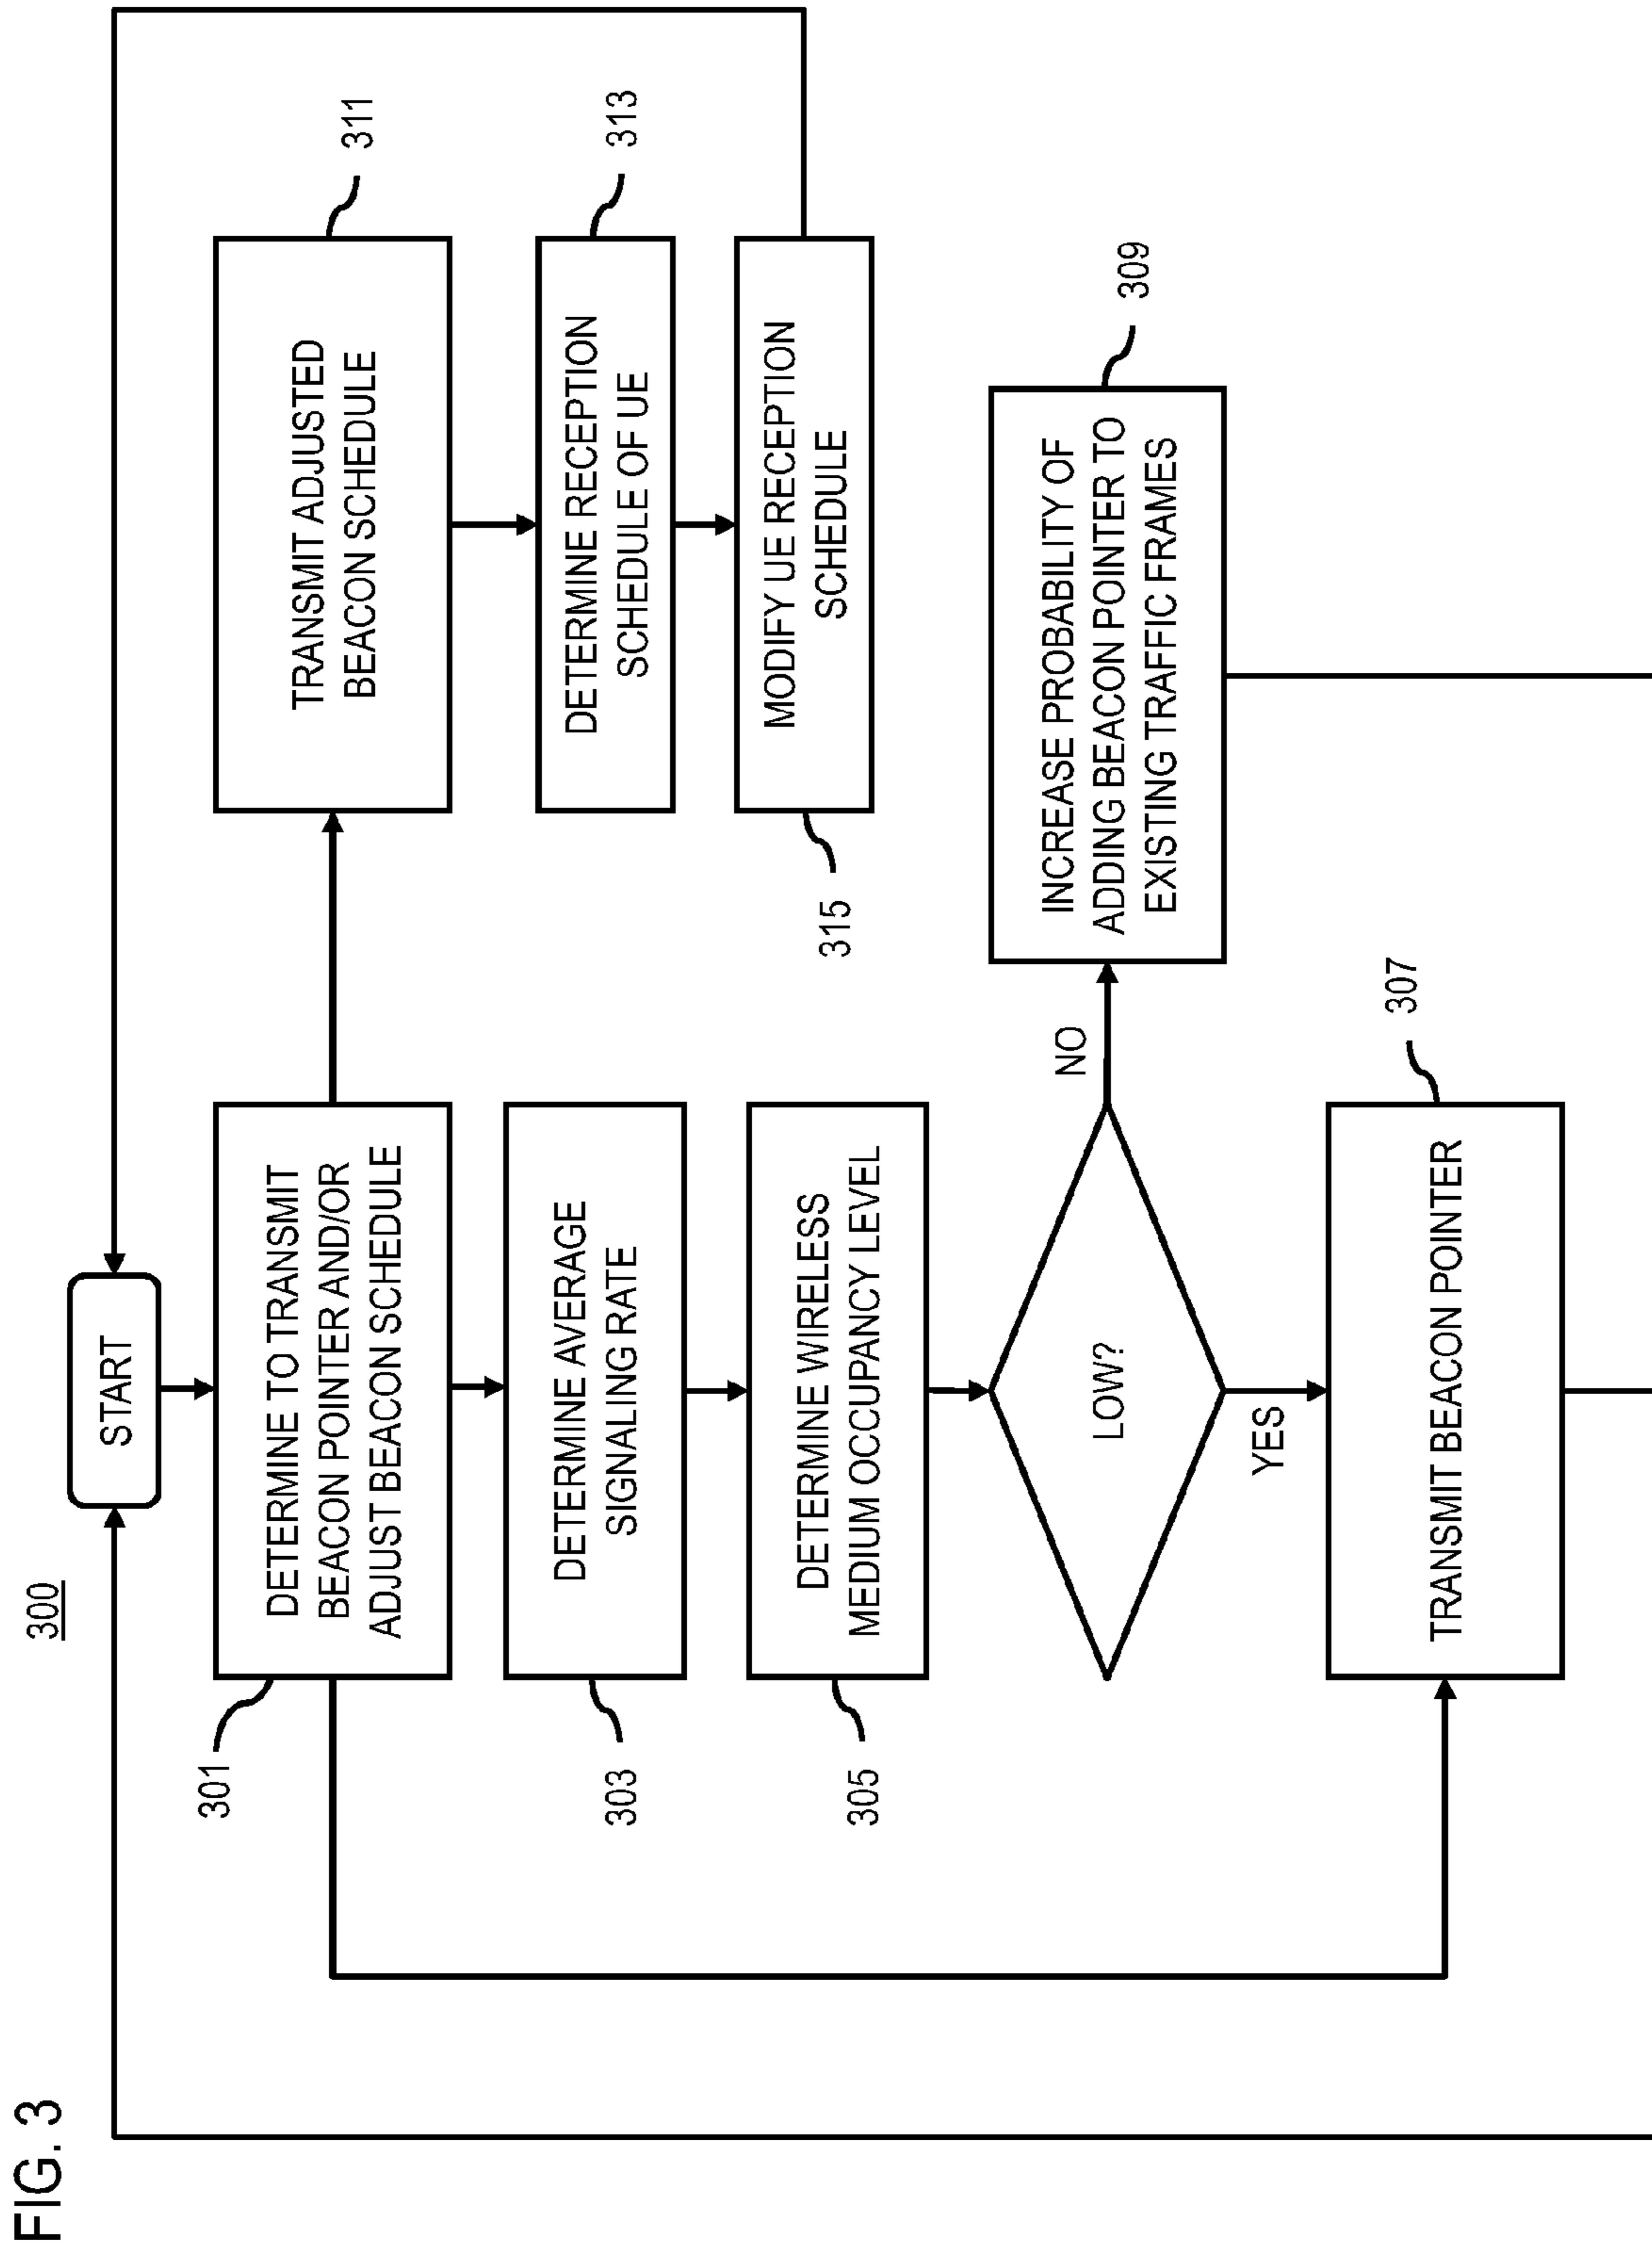 FIG. 3
300
START
301
DETERMINE TO TRANSMIT
BEACON POINTER AND/OR
ADJUST BEACON SCHEDULE
303
DETERMINE AVERAGE
SIGNALING RATE
305
DETERMINE WIRELESS
MEDIUM OCCUPANCY LEVEL
LOW?
NO
YES
TRANSMIT BEACON POINTER
307
INCREASE PROBABILITY OF
ADDING BEACON POINTER TO
EXISTING TRAFFIC FRAMES
309
TRANSMIT ADJUSTED
BEACON SCHEDULE
311
DETERMINE RECEPTION
SCHEDULE OF UE
313
MODIFY UE RECEPTION
SCHEDULE
315